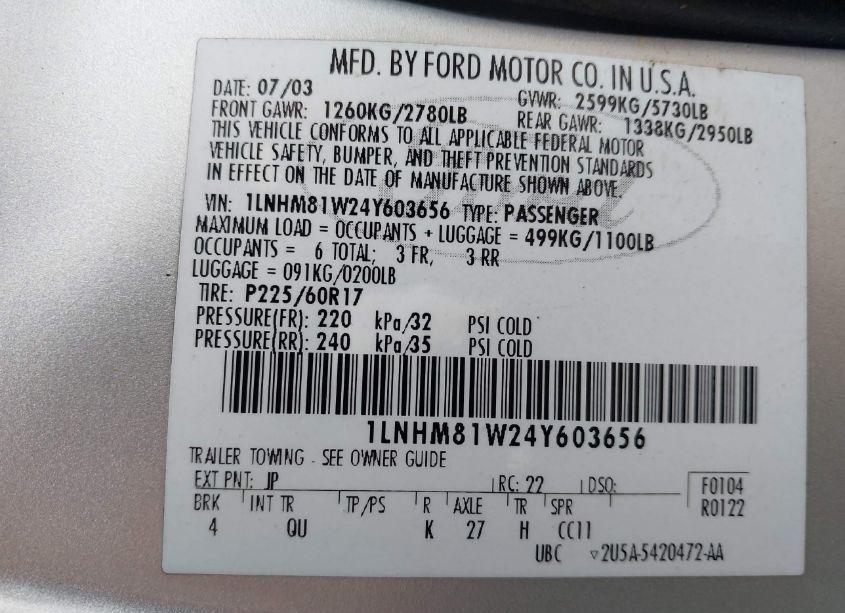 MFD. BY FORD MOTOR CO. IN U.S.A.
DATE: 07/03 GVWR: 2599KG/5730LB
FRONT GAWR: 1260KG/2780LB REAR GAWR: 1338KG/2950LB
THIS VEHICLE CONFORMS TO ALL APPLICABLE FEDERAL MOTOR
VEHICLE SAFETY, BUMPER, AND THEFT PREVENTION STANDARDS
IN EFFECT ON THE DATE OF MANUFACTURE SHOWN ABOVE.
VIN: 1LNHM81W24Y603656 TYPE: PASSENGER
MAXIMUM LOAD = OCCUPANTS + LUGGAGE = 499KG/1100LB
OCCUPANTS = 6 TOTAL; 3 FR, 3 RR
LUGGAGE = 091KG/0200LB
TIRE: P225/60R17
PRESSURE(FR): 220 kPa/32 PSI COLD
PRESSURE(RR): 240 kPa/35 PSI COLD
1LNHM81W24Y603656
TRAILER TOWING - SEE OWNER GUIDE
EXT PNT: JP RC: 22 DSO: F0104
BRK INT TR TP/PS R AXLE TR SPR R0122
4 QU K 27 H CC11
UBC ▽2U5A-5420472-AA